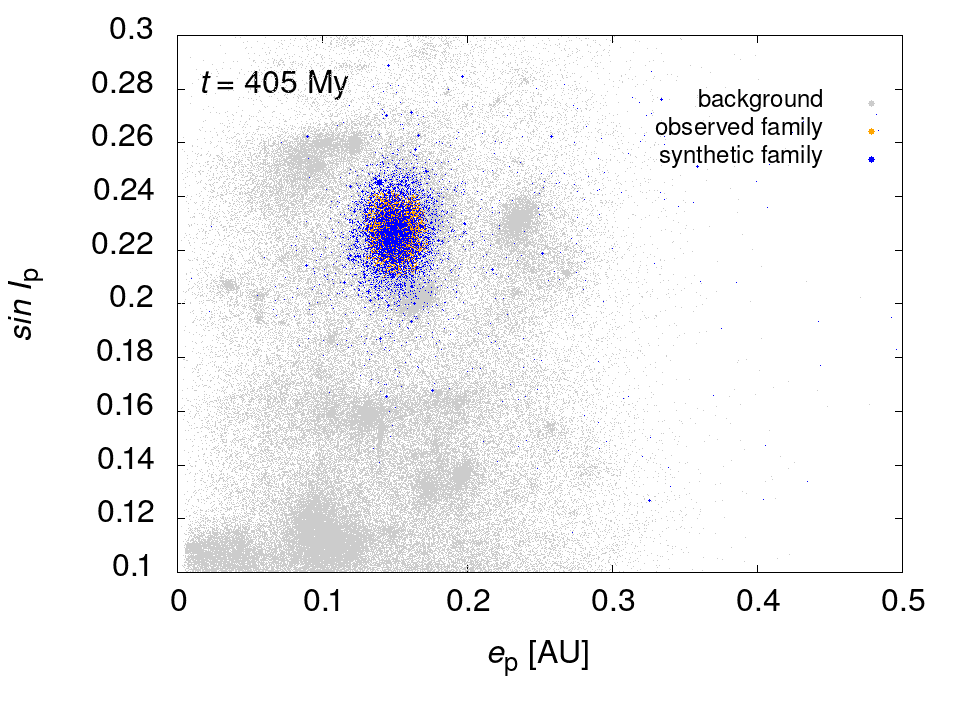 0.3
0.28
0.26
0.24
0.22
0.2
0.18
0.16
0.14
0.12
0.1
sin Ip
t = 405 My
background
observed family
synthetic family
0 0.1 0.2 0.3 0.4 0.5
ep [AU]